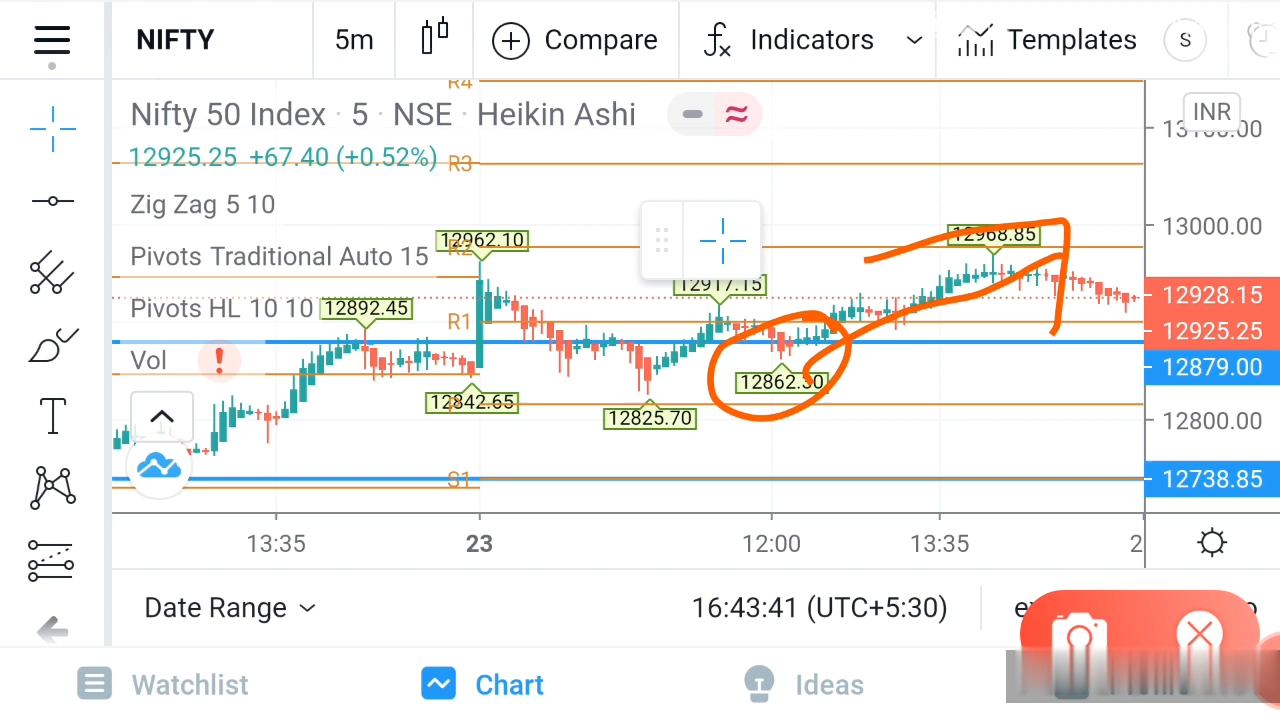 NIFTY 5m Compare Indicators Templates S
R4
Nifty 50 Index · 5 · NSE · Heikin Ashi INR
12925.25 +67.40 (+0.52%) R3
Zig Zag 5 10
13000.00
12962.10 12968.85
R2
Pivots Traditional Auto 15
12917.15
12928.15
Pivots HL 10 10 12892.45 R1
12925.25
Vol ! 12879.00
12862.30
12842.65
12825.70 12800.00
S1 12738.85
13:35 23 12:00 13:35 2
Date Range 16:43:41 (UTC+5:30)
Watchlist Chart Ideas